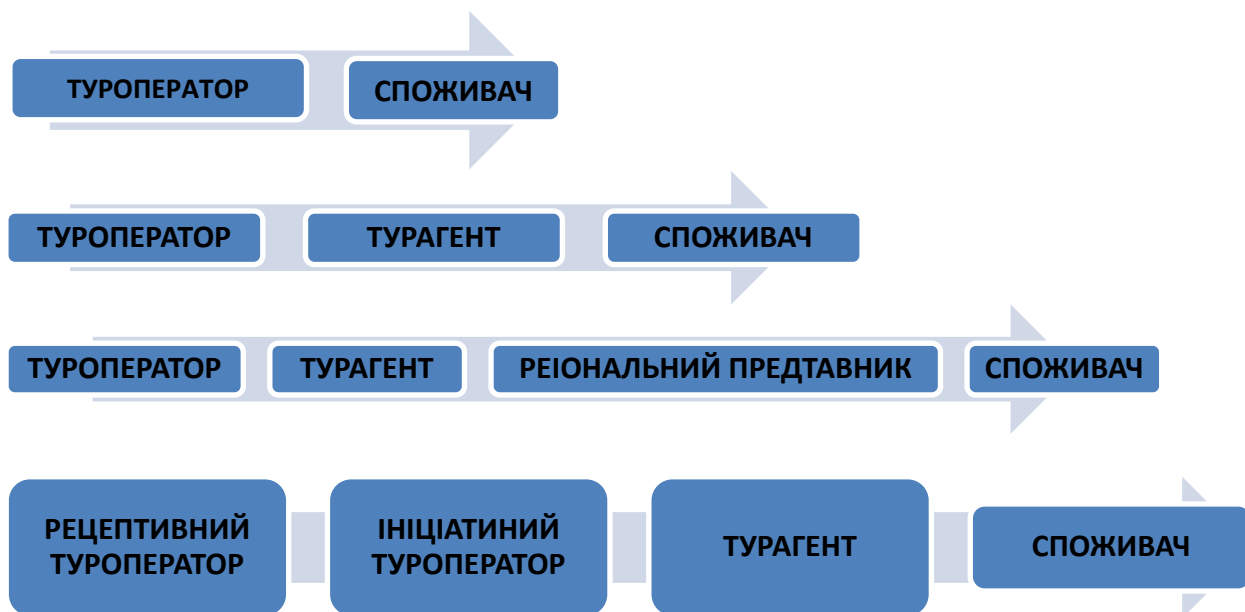 ТУРОПЕРАТОР СПОЖИВАЧ
ТУРОПЕРАТОР ТУРАГЕНТ СПОЖИВАЧ
ТУРОПЕРАТОР ТУРАГЕНТ РЕІОНАЛЬНИЙ ПРЕДТАВНИК СПОЖИВАЧ
РЕЦЕПТИВНИЙ
ТУРОПЕРАТОР
ІНІЦІАТИНИЙ
ТУРОПЕРАТОР
ТУРАГЕНТ
СПОЖИВАЧ